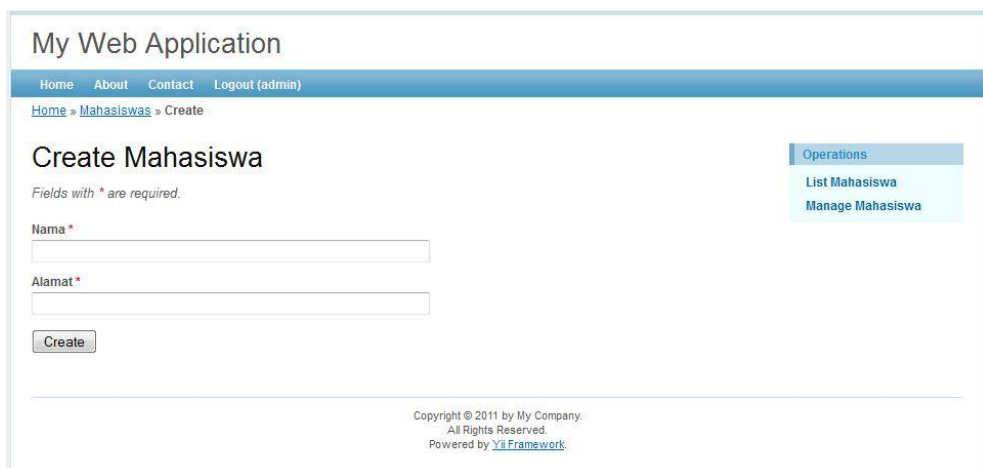 My Web Application
Home About Contact Logout (admin)
Home » Mahasiswas » Create
Create Mahasiswa
Fields with * are required.
Nama *
Alamat *
Create
Operations
List Mahasiswa
Manage Mahasiswa
Copyright © 2011 by My Company.
All Rights Reserved.
Powered by Yii Framework.